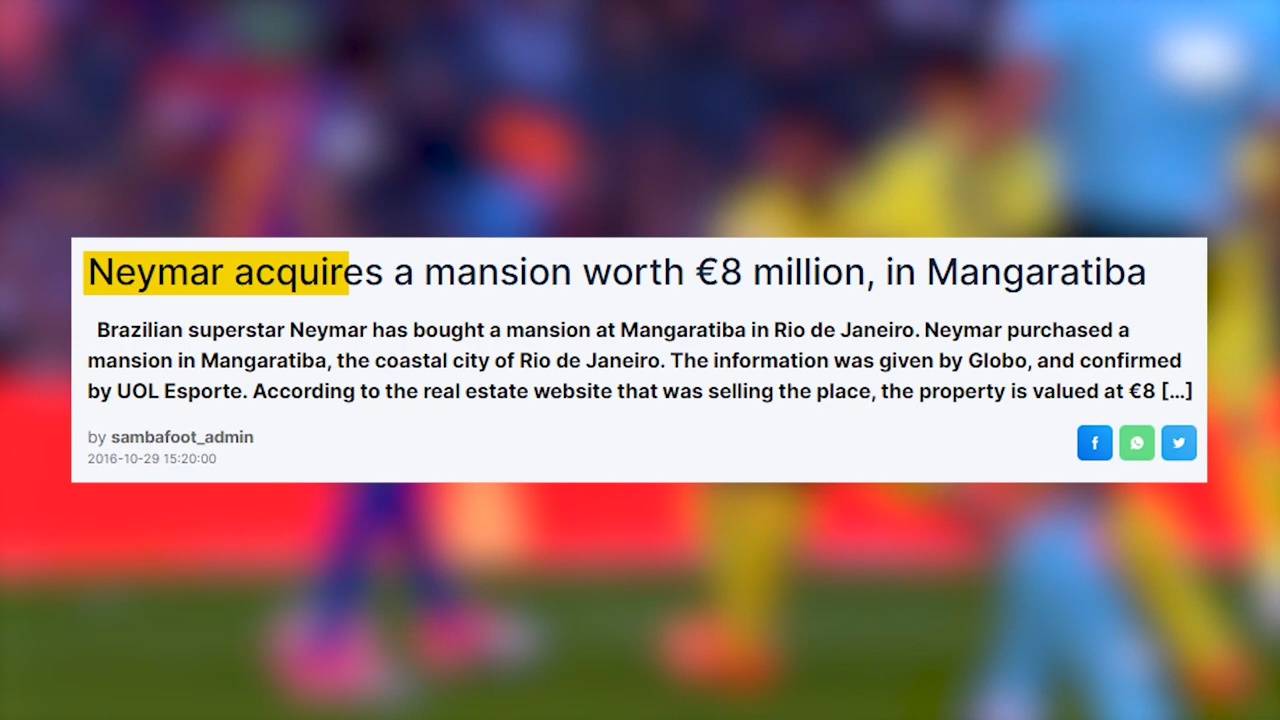 Neymar acquires a mansion worth €8 million, in Mangaratiba
Brazilian superstar Neymar has bought a mansion at Mangaratiba in Rio de Janeiro. Neymar purchased a
mansion in Mangaratiba, the coastal city of Rio de Janeiro. The information was given by Globo, and confirmed
by UOL Esporte. According to the real estate website that was selling the place, the property is valued at €8 [...]
by sambafoot_admin
2016-10-29 15:20:00